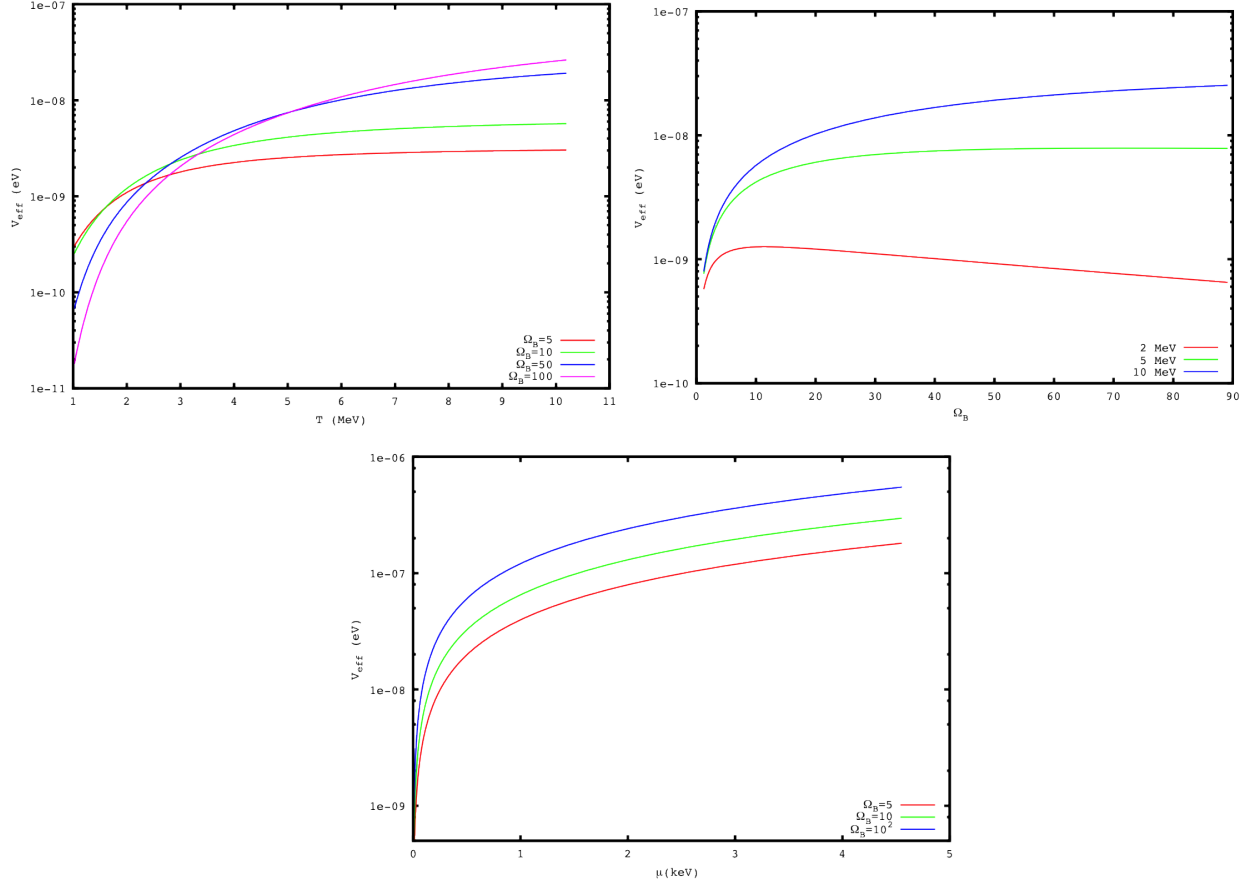 1e-07
1e-08
1e-09
1e-10
1e-11
V_eff (eV)
1 2 3 4 5 6 7 8 9 10 11
T (MeV)
Ω_B=5
Ω_B=10
Ω_B=50
Ω_B=100
1e-07
1e-08
1e-09
1e-10
V_eff (eV)
0 10 20 30 40 50 60 70 80 90
Ω_B
2 MeV
5 MeV
10 MeV
1e-06
1e-07
1e-08
1e-09
V_eff (eV)
0 1 2 3 4 5
μ(keV)
Ω_B=5
Ω_B=10
Ω_B=10^2